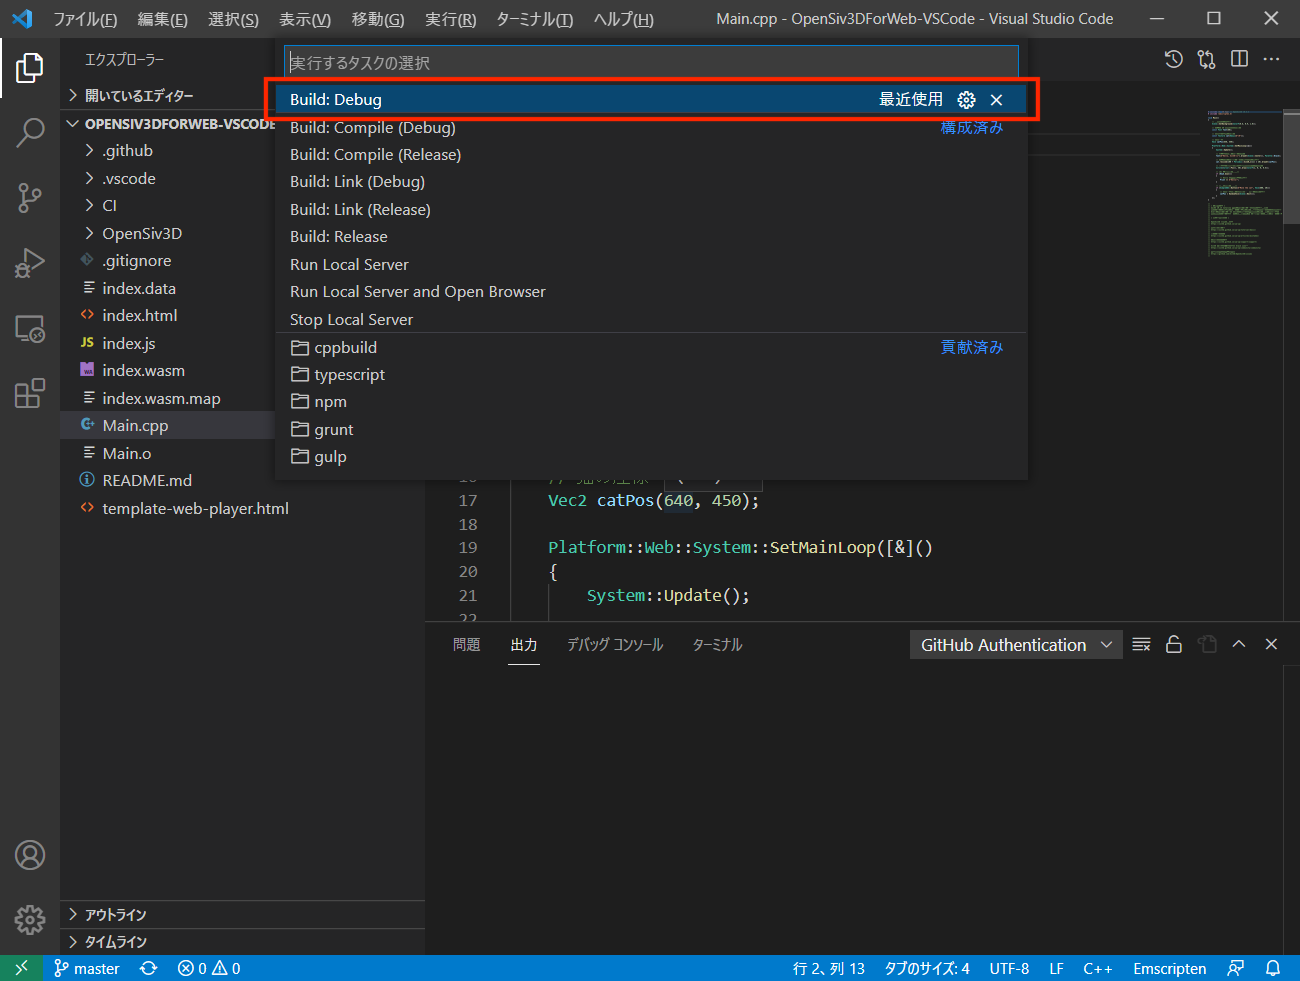 ファイル(F) 編集(E) 選択(S) 表示(V) 移動(G) 実行(R) ターミナル(T) ヘルプ(H) Main.cpp - OpenSiv3DForWeb-VSCode - Visual Studio Code
エクスプローラー
実行するタスクの選択
Build: Debug 最近使用
Build: Compile (Debug) 構成済み
Build: Compile (Release)
Build: Link (Debug)
Build: Link (Release)
Build: Release
Run Local Server
Run Local Server and Open Browser
Stop Local Server
cppbuild 貢献済み
typescript
npm
grunt
gulp
開いているエディター
OPENSIV3DFORWEB-VSCODE
.github
.vscode
CI
OpenSiv3D
.gitignore
index.data
index.html
JS index.js
WA index.wasm
index.wasm.map
Main.cpp
Main.o
README.md
template-web-player.html
17 Vec2 catPos(640, 450);
18
19 Platform::Web::System::SetMainLoop([&]()
20 {
21 System::Update();
22
問題 出力 デバッグ コンソール ターミナル GitHub Authentication
アウトライン
タイムライン
master 0 0 行 2、列 13 タブのサイズ: 4 UTF-8 LF C++ Emscripten